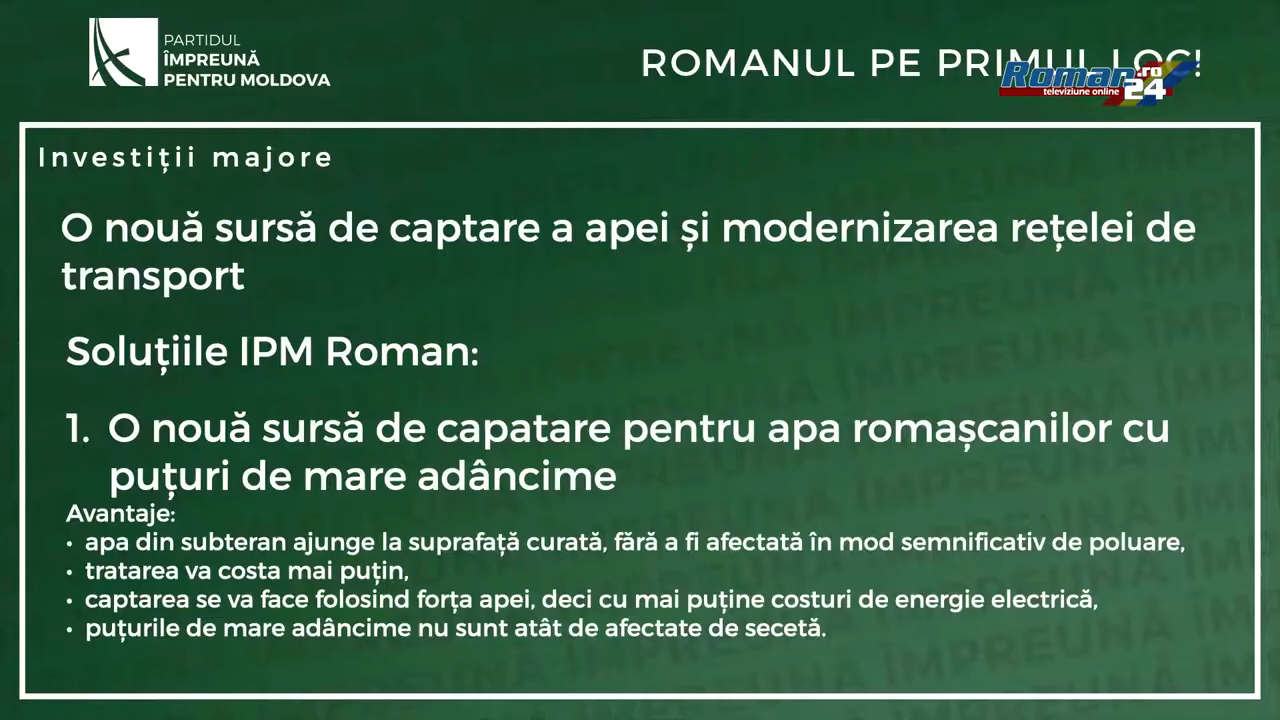 PARTIDUL
ÎMPREUNĂ
PENTRU MOLDOVA
ROMANUL PE PRIMUL LOC!
Roman.ro
televiziune online 24
Investiții majore
O nouă sursă de captare a apei și modernizarea rețelei de
transport
Soluțiile IPM Roman:
1. O nouă sursă de capatare pentru apa romașcanilor cu
puțuri de mare adâncime
Avantaje:
• apa din subteran ajunge la suprafață curată, fără a fi afectată în mod semnificativ de poluare,
• tratarea va costa mai puțin,
• captarea se va face folosind forța apei, deci cu mai puține costuri de energie electrică,
• puțurile de mare adâncime nu sunt atât de afectate de secetă.